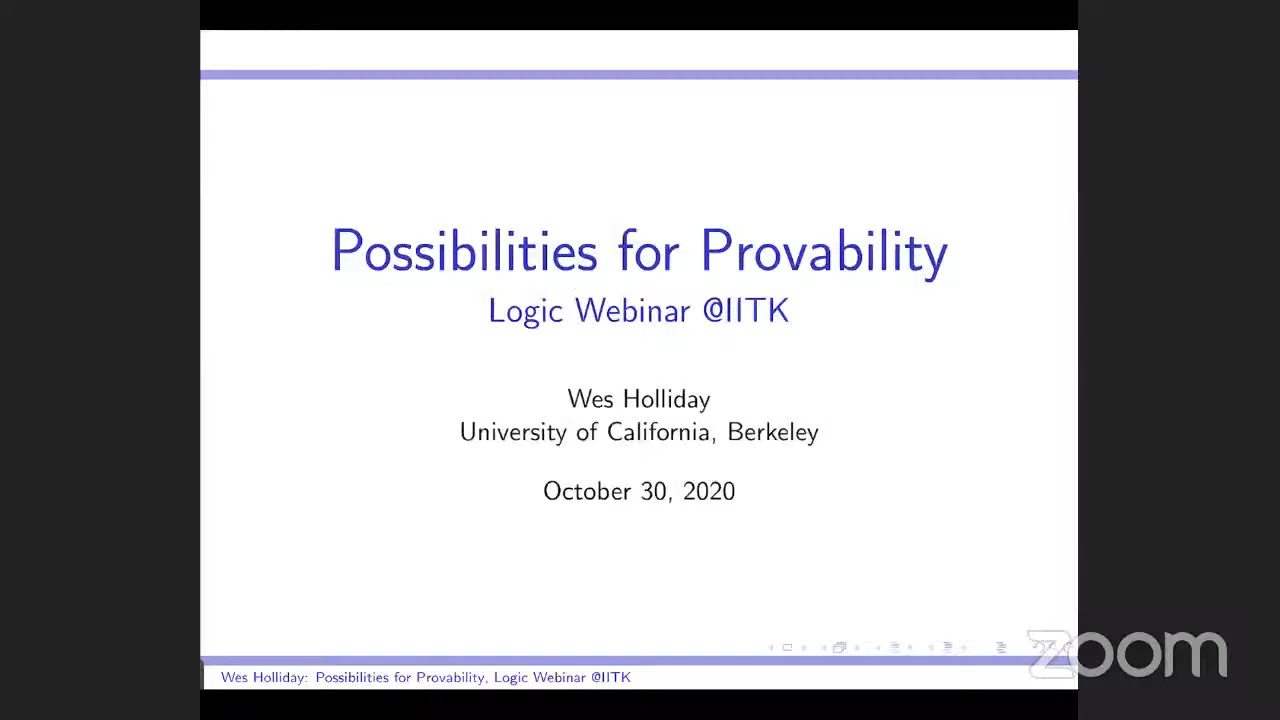 Possibilities for Provability
Logic Webinar @IITK
Wes Holliday
University of California, Berkeley
October 30, 2020
Wes Holliday: Possibilities for Provability, Logic Webinar @IITK
zoom